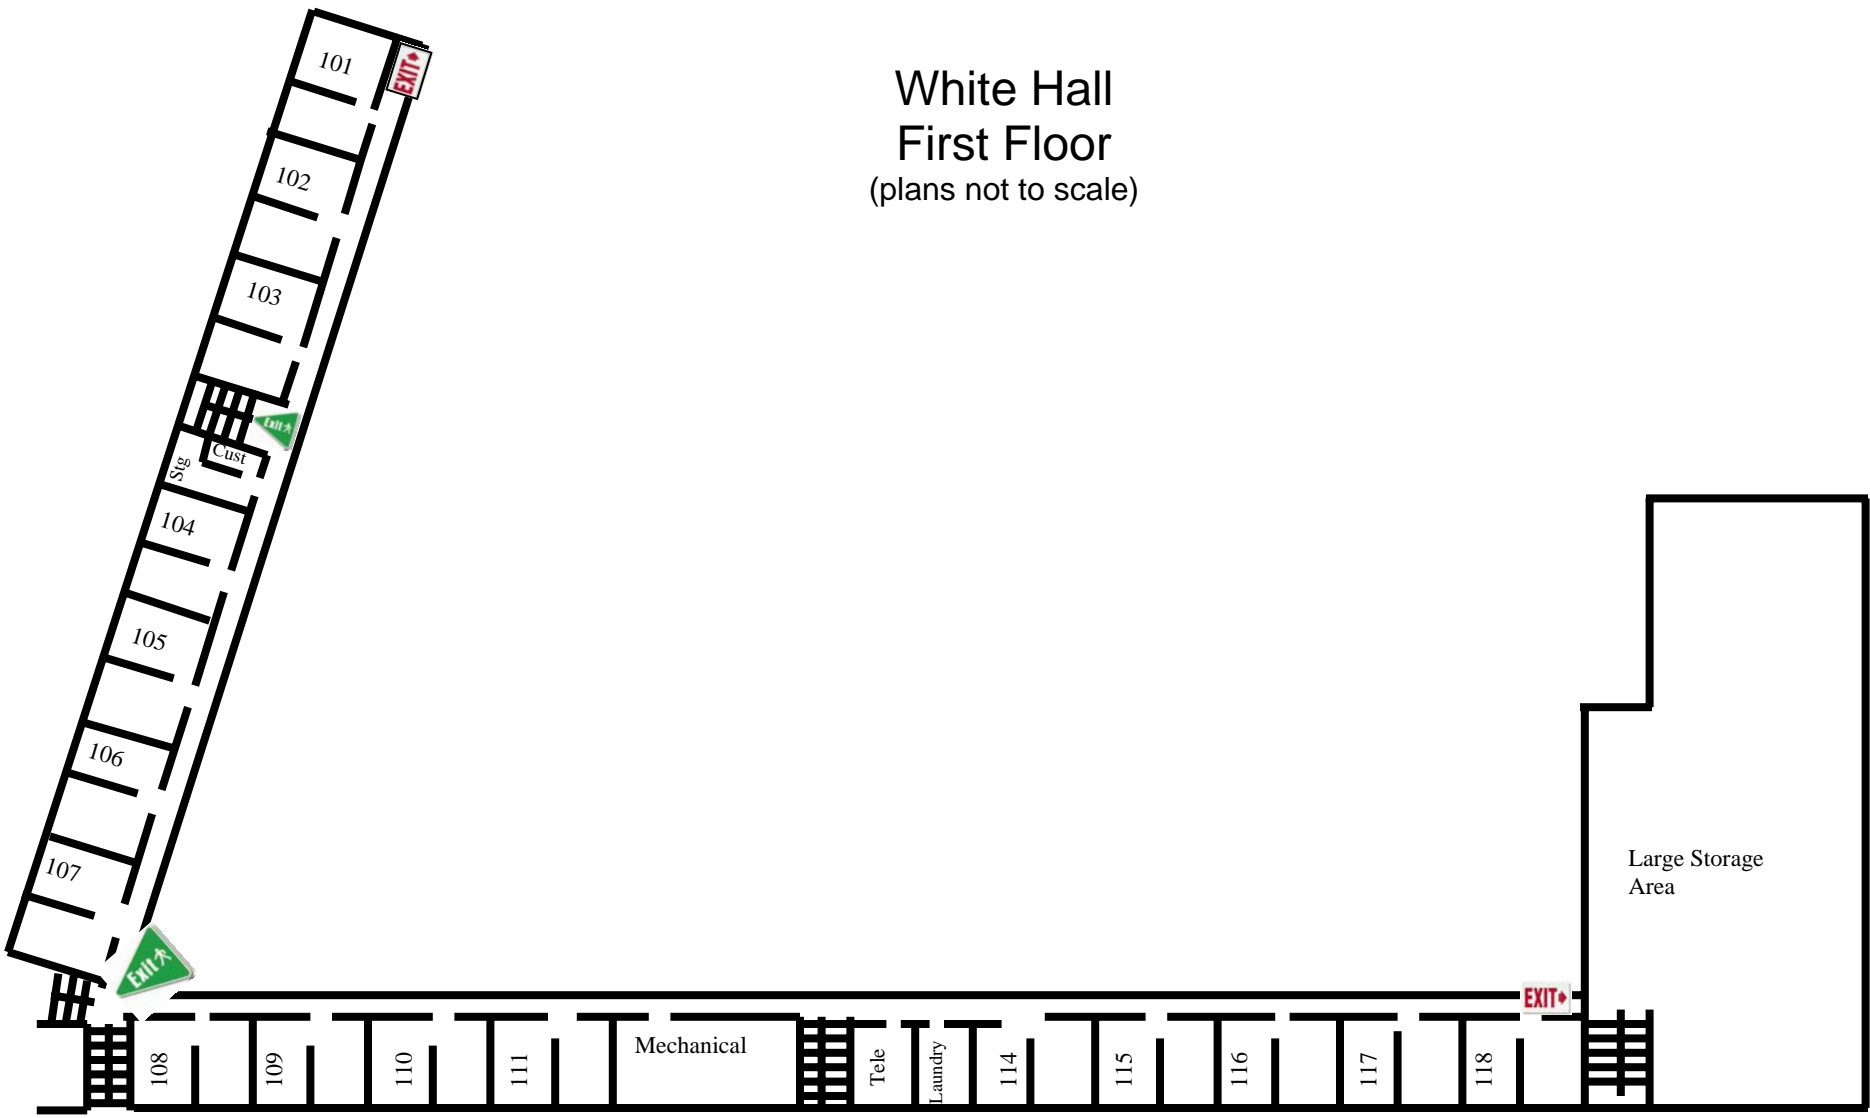 White Hall
First Floor
(plans not to scale)
101
EXIT
102
103
Exit
Cust
Stg
104
105
106
107
Exit
EXIT
Large Storage
Area
108
109
110
111
Mechanical
Tele
Laundry
114
115
116
117
118